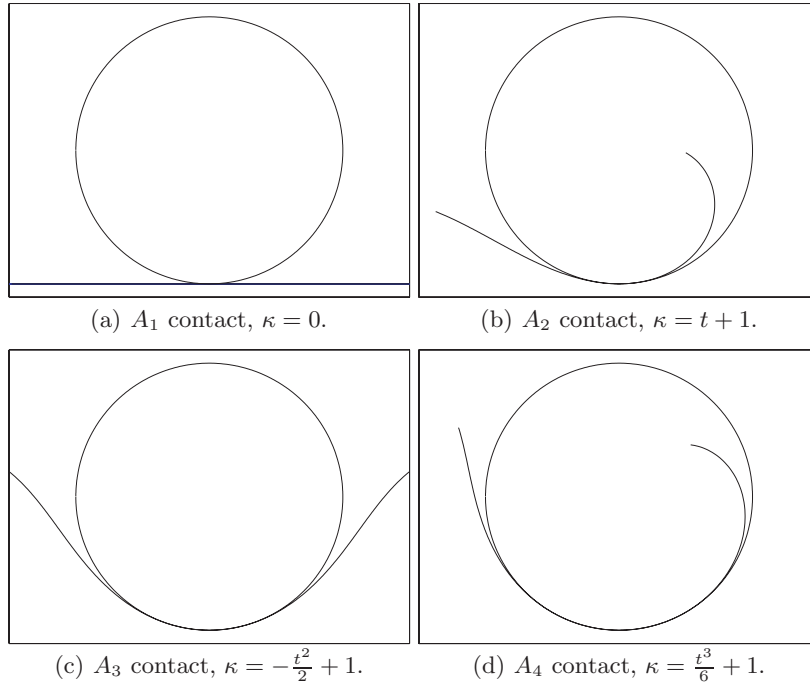 (a) A₁ contact, κ = 0.
(b) A₂ contact, κ = t + 1.
(c) A₃ contact, κ = −t²/2 + 1.
(d) A₄ contact, κ = t³/6 + 1.